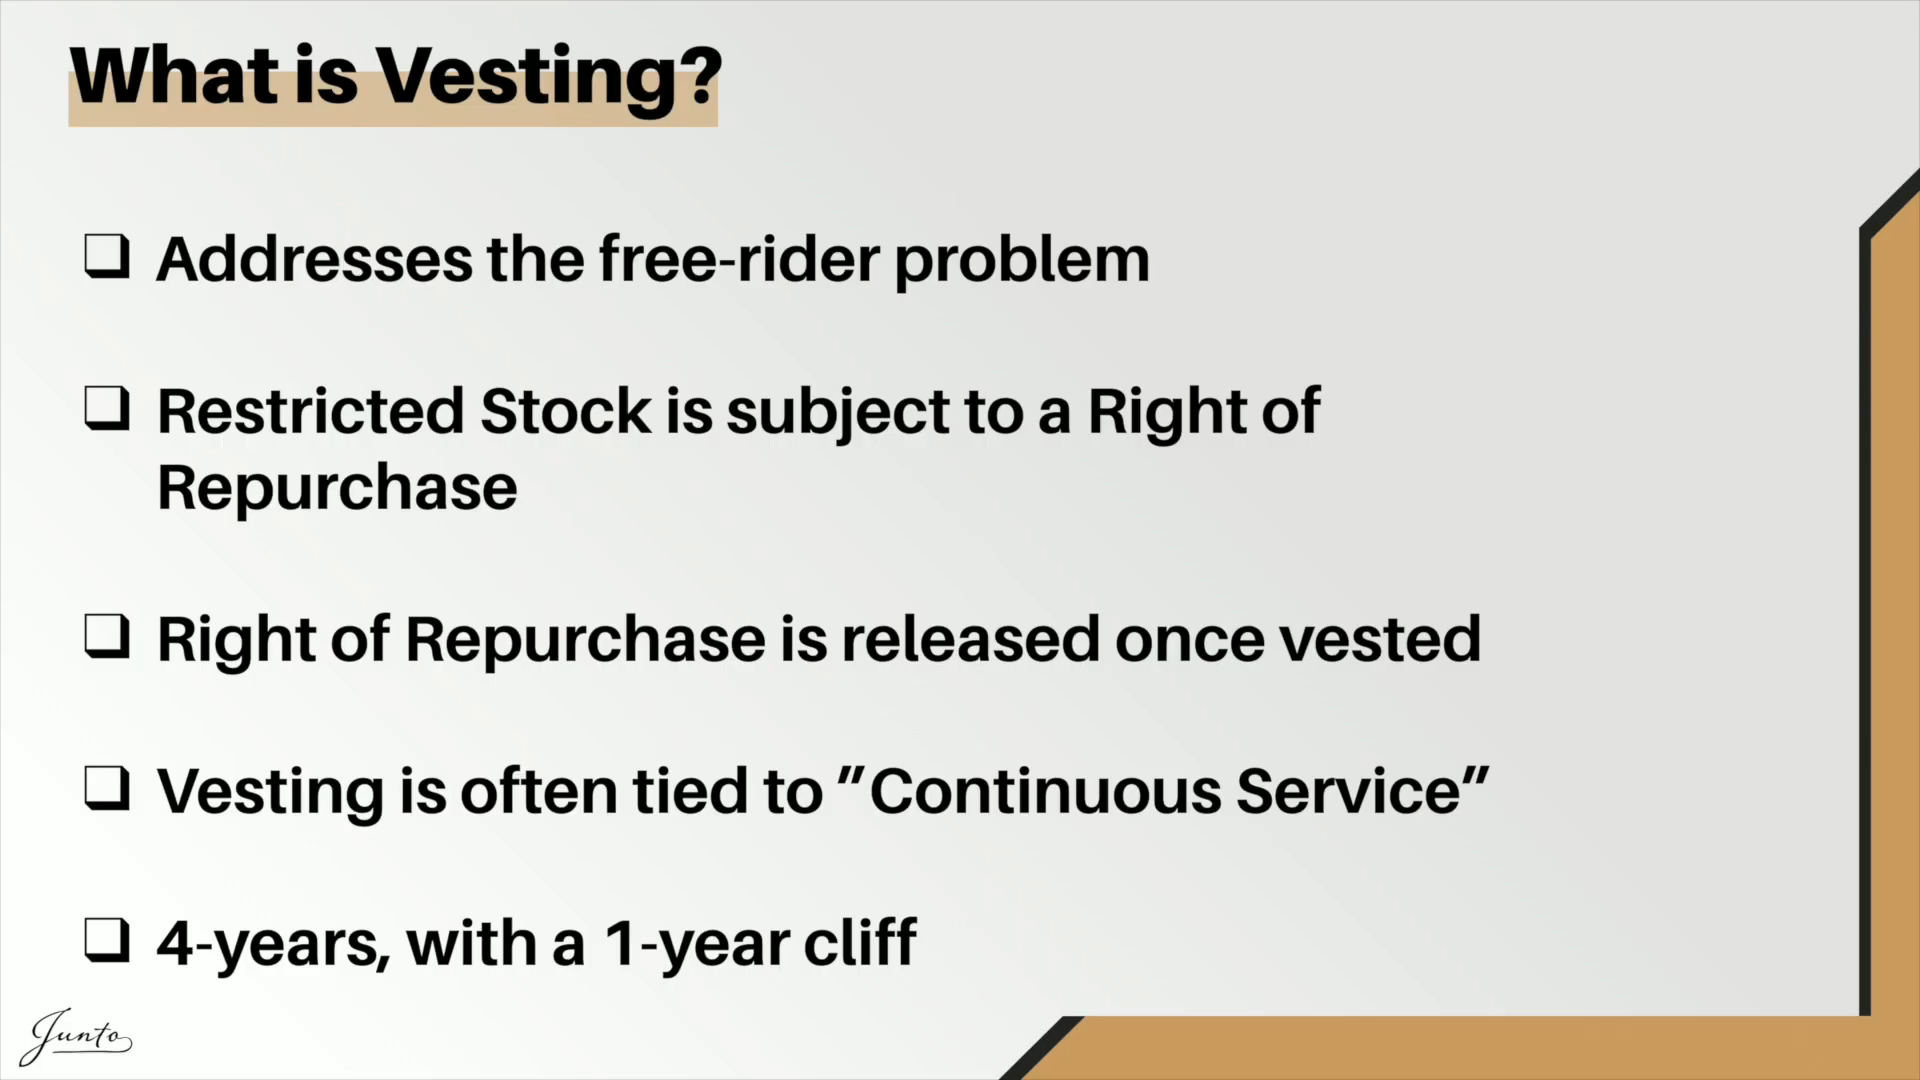 What is Vesting?
❑ Addresses the free-rider problem
❑ Restricted Stock is subject to a Right of
Repurchase
❑ Right of Repurchase is released once vested
❑ Vesting is often tied to ”Continuous Service”
❑ 4-years, with a 1-year cliff
Junto